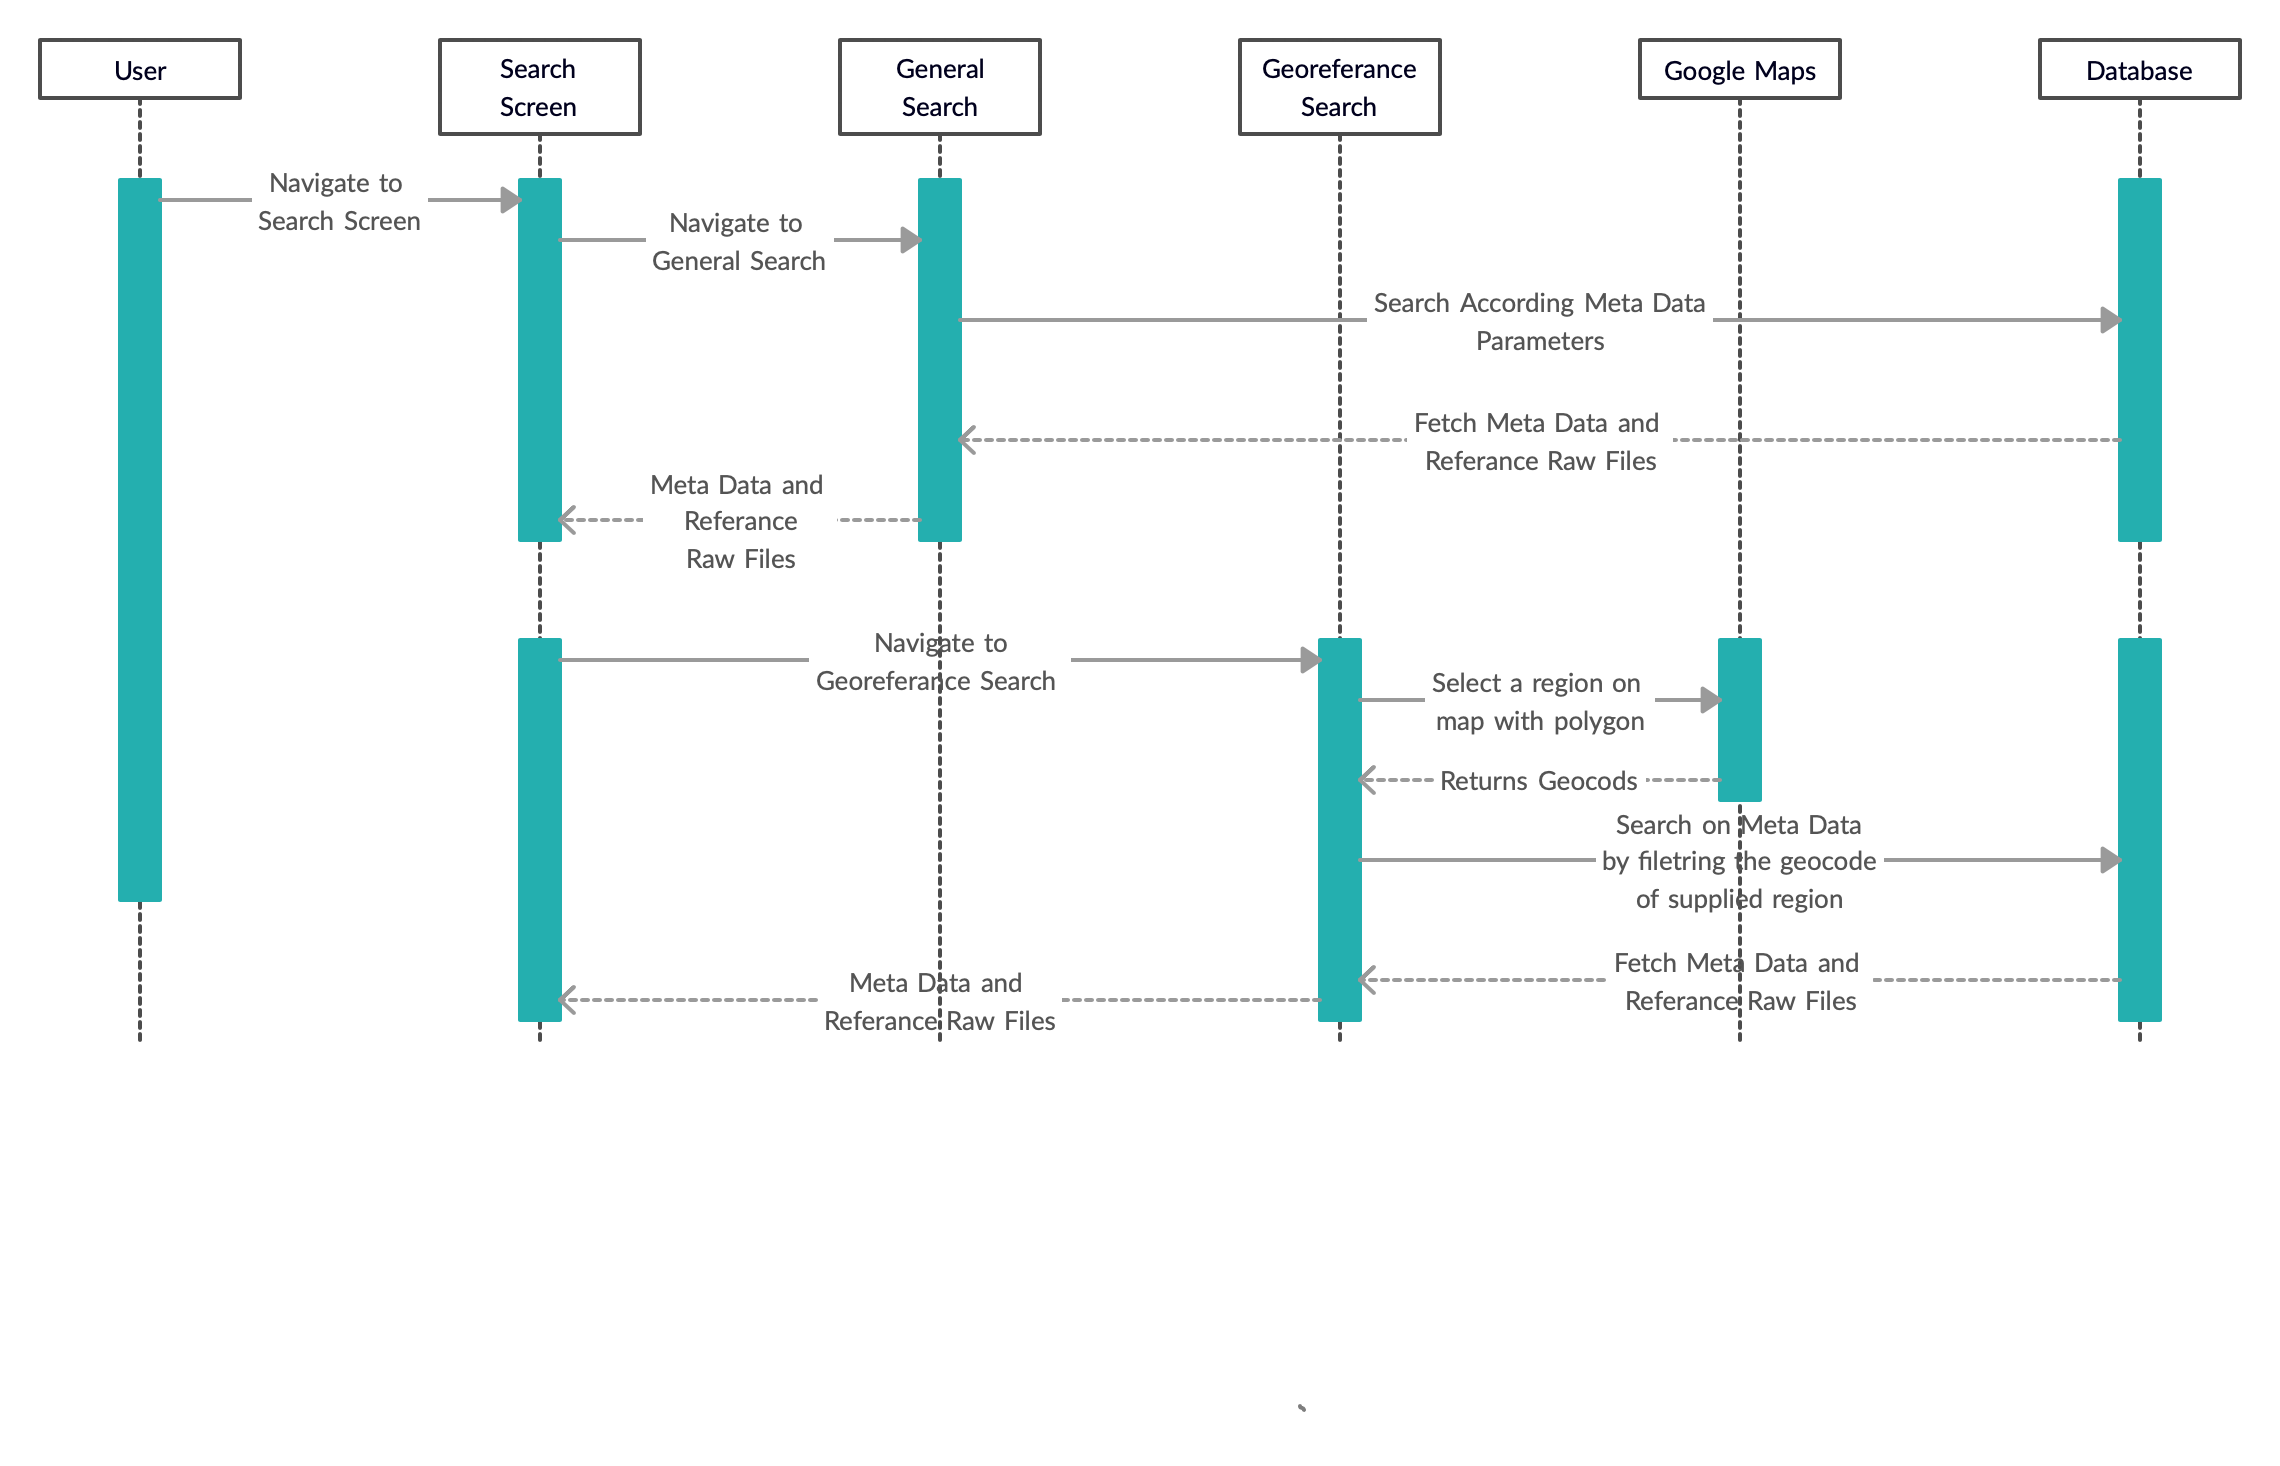 User
Search
Screen
General
Search
Georeferance
Search
Google Maps
Database
Navigate to
Search Screen
Navigate to
General Search
Search According Meta Data
Parameters
Fetch Meta Data and
Referance Raw Files
Meta Data and
Referance
Raw Files
Navigate to
Georeferance Search
Select a region on
map with polygon
Returns Geocods
Search on Meta Data
by filetring the geocode
of supplied region
Fetch Meta Data and
Referance Raw Files
Meta Data and
Referance Raw Files